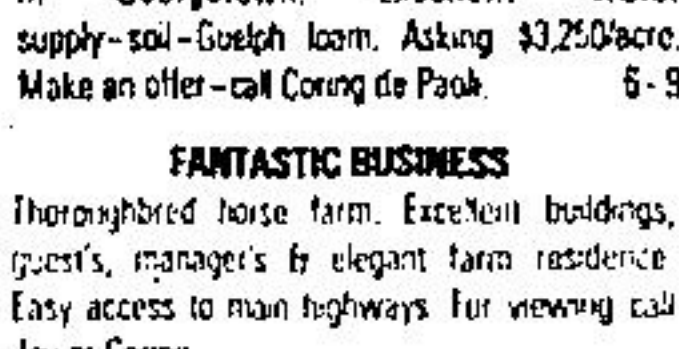 supply-soil-Guelph loam. Asking $3,250/acre.
Make an offer-call Coring de Paok. 6-9
FANTASTIC BUSINESS
Thoroughbred horse farm. Excellent buildings,
guest's, manager's & elegant farm residence
Easy access to main highways. For viewing call